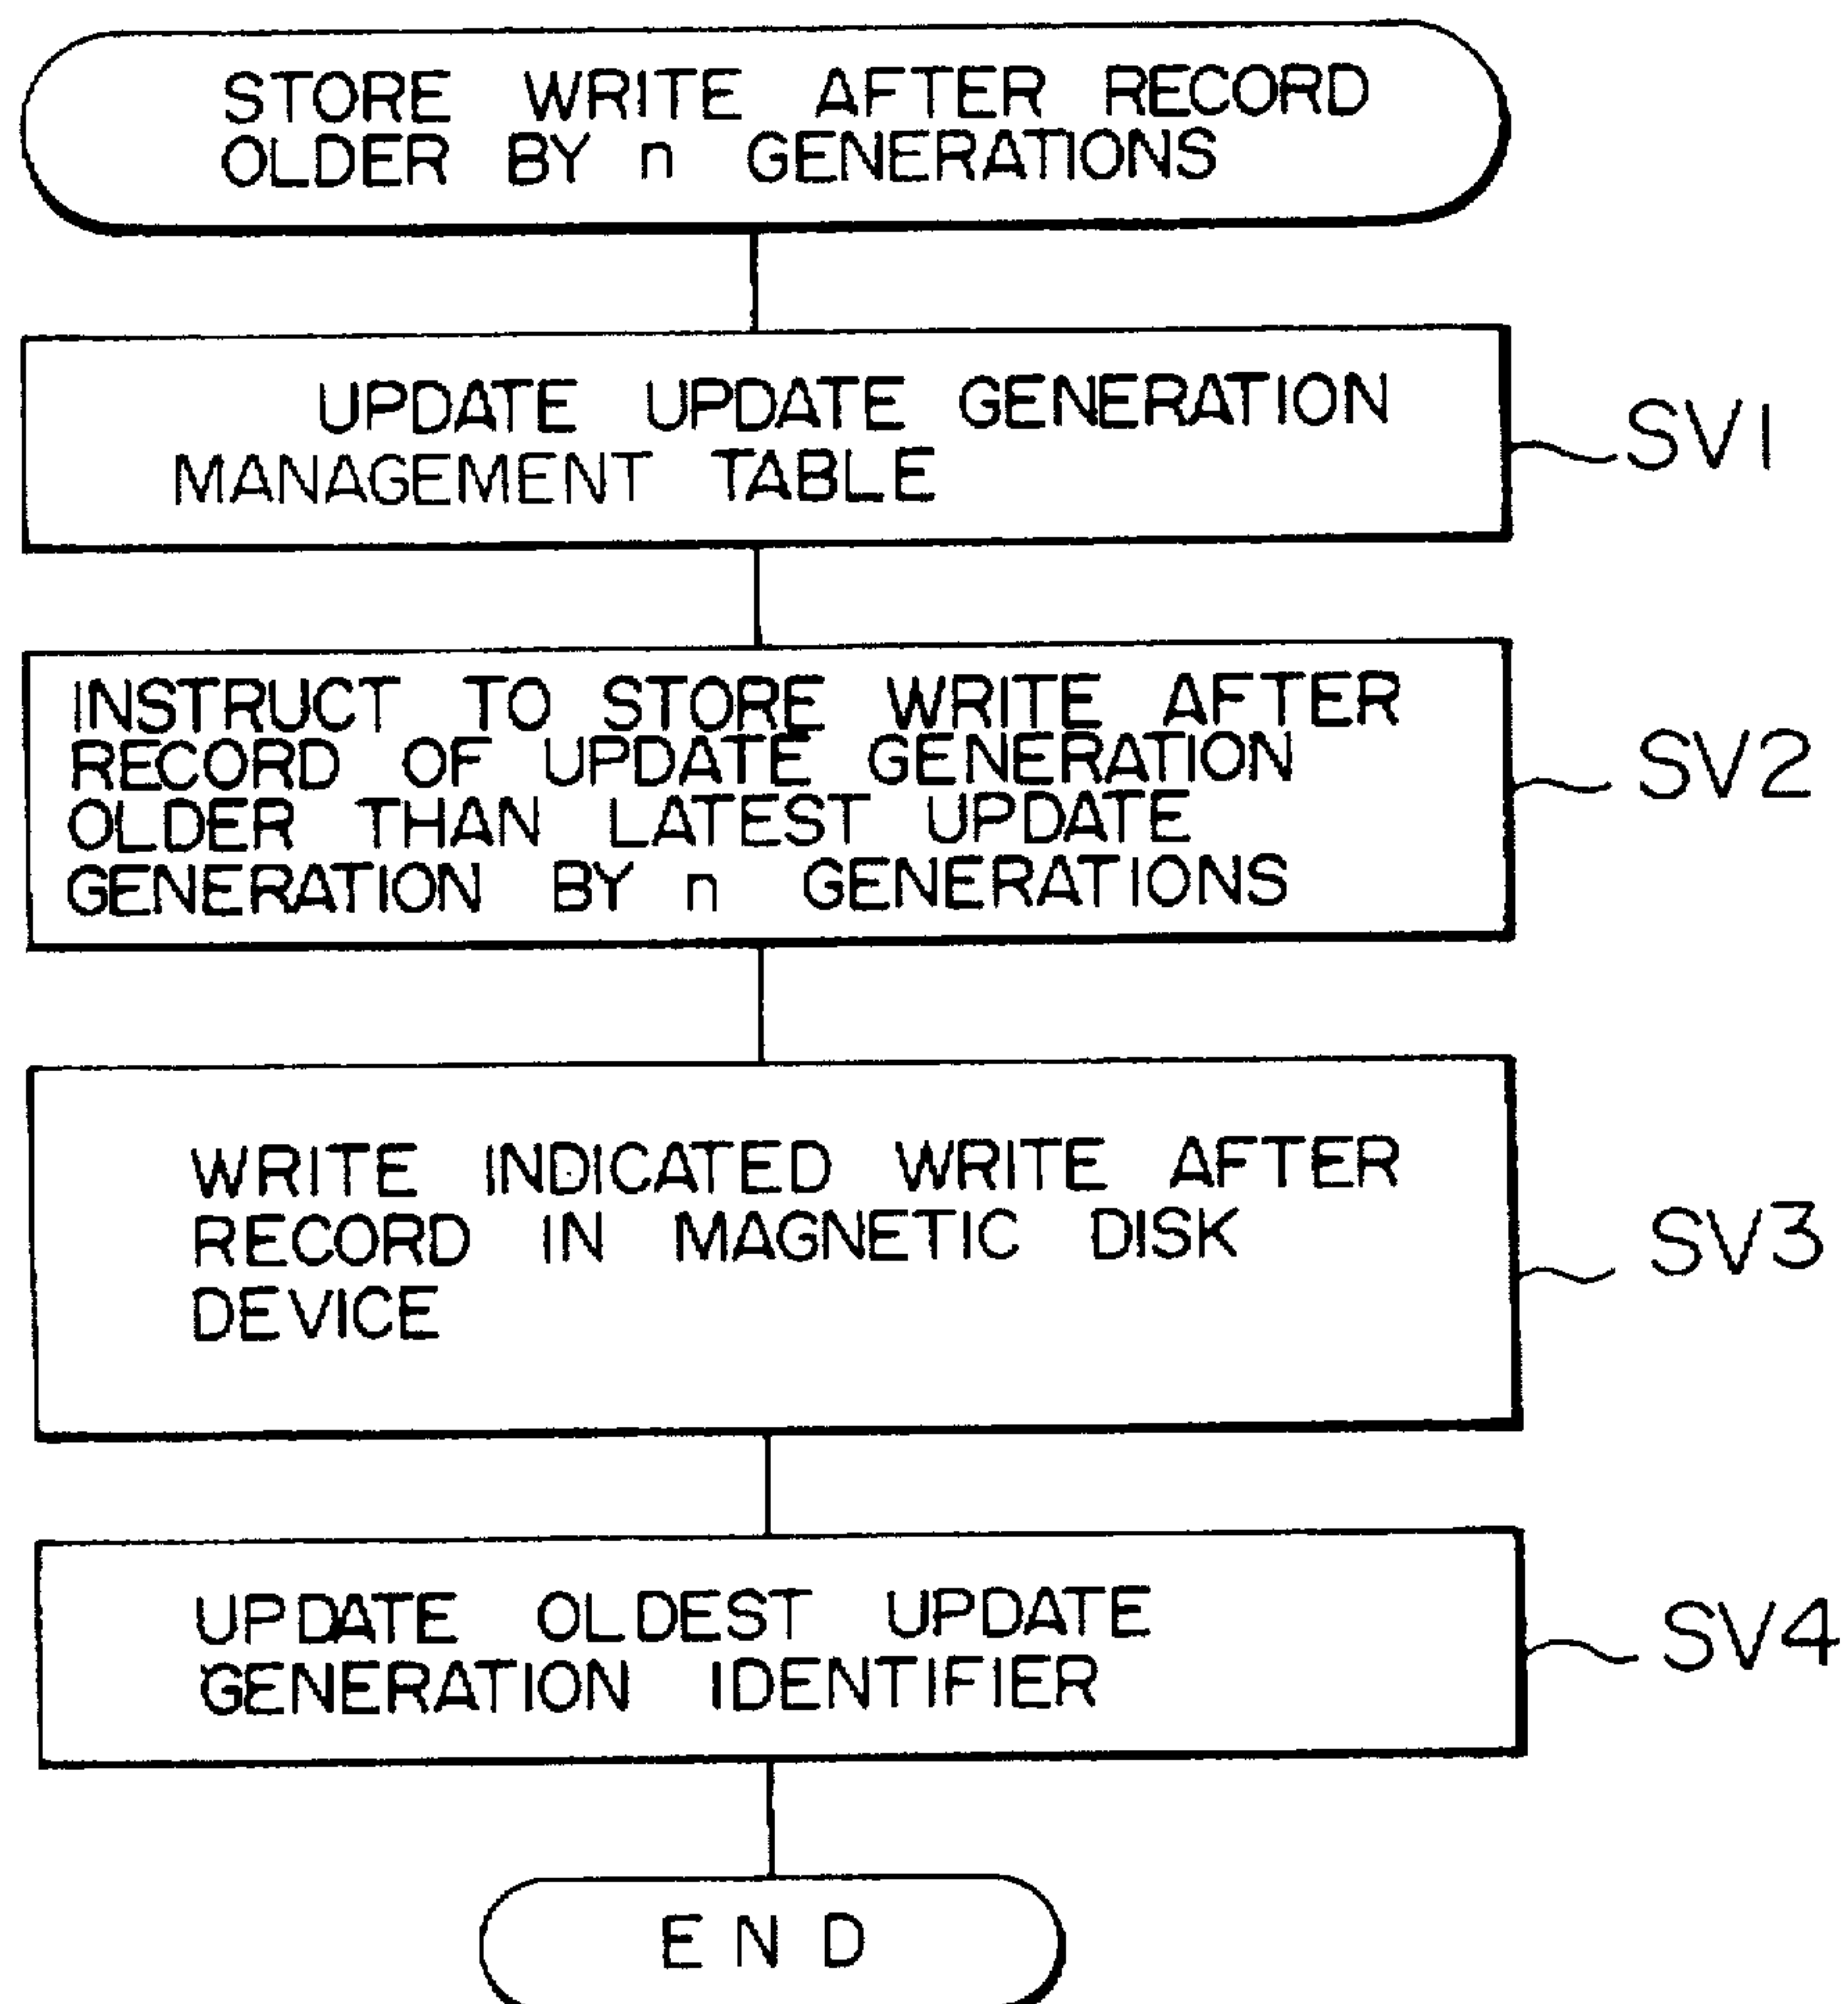 STORE WRITE AFTER RECORD
OLDER BY n GENERATIONS
UPDATE UPDATE GENERATION
MANAGEMENT TABLE
SV1
INSTRUCT TO STORE WRITE AFTER
RECORD OF UPDATE GENERATION
OLDER THAN LATEST UPDATE
GENERATION BY n GENERATIONS
SV2
WRITE INDICATED WRITE AFTER
RECORD IN MAGNETIC DISK
DEVICE
SV3
UPDATE OLDEST UPDATE
GENERATION IDENTIFIER
SV4
END